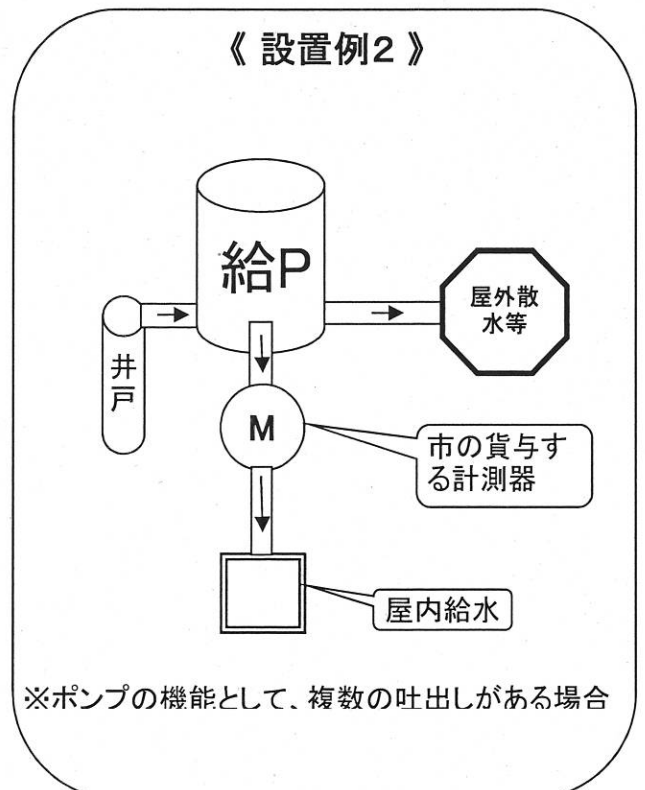 《 設置例2 》
給P
井戸
屋外散
水等
M
市の貨与す
る計測器
屋内給水
※ポンプの機能として、複数の吐出しがある場合